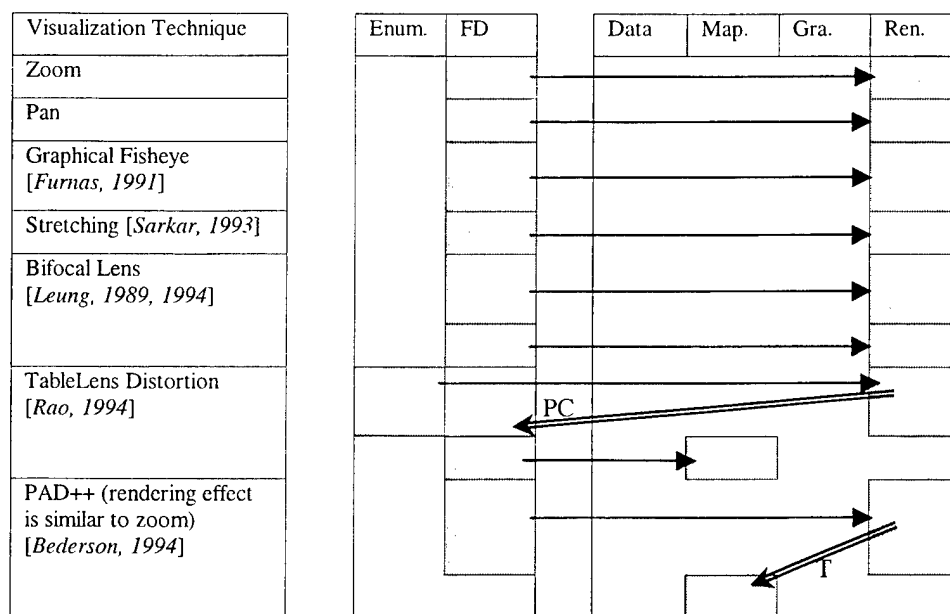 Visualization Technique Enum. FD Data Map. Gra. Ren.
Zoom
Pan
Graphical Fisheye
[Furnas, 1991]
Stretching [Sarkar, 1993]
Bifocal Lens
[Leung, 1989, 1994]
TableLens Distortion
[Rao, 1994]
PC
PAD++ (rendering effect
is similar to zoom)
[Bederson, 1994]
T